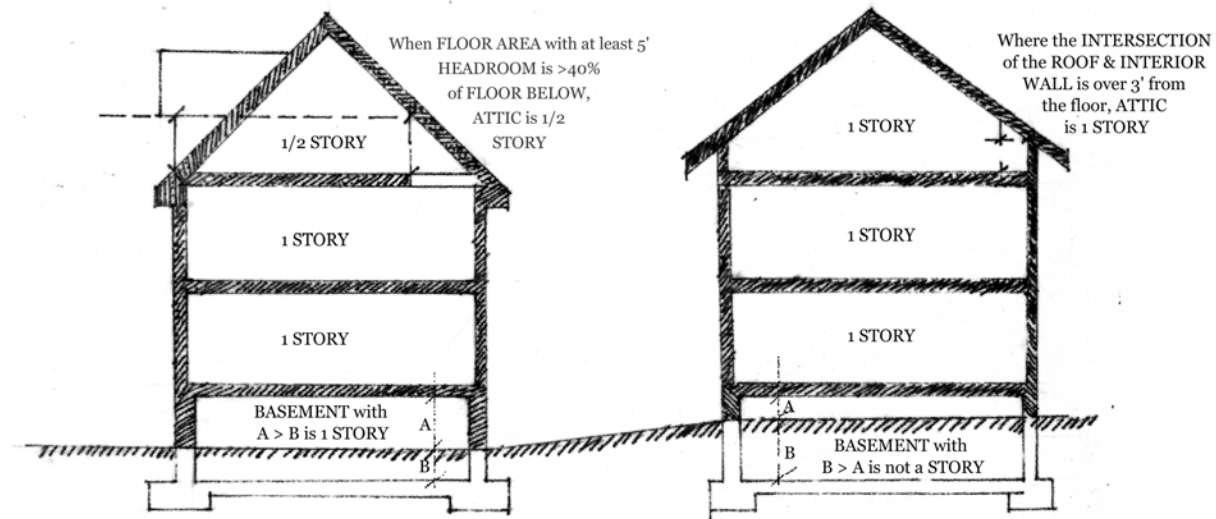 When FLOOR AREA with at least 5'
HEADROOM is >40%
of FLOOR BELOW,
ATTIC is 1/2
STORY
1/2 STORY
1 STORY
1 STORY
BASEMENT with
A > B is 1 STORY
A
B
Where the INTERSECTION
of the ROOF & INTERIOR
WALL is over 3' from
the floor, ATTIC
is 1 STORY
1 STORY
1 STORY
1 STORY
A
B
BASEMENT with
B > A is not a STORY